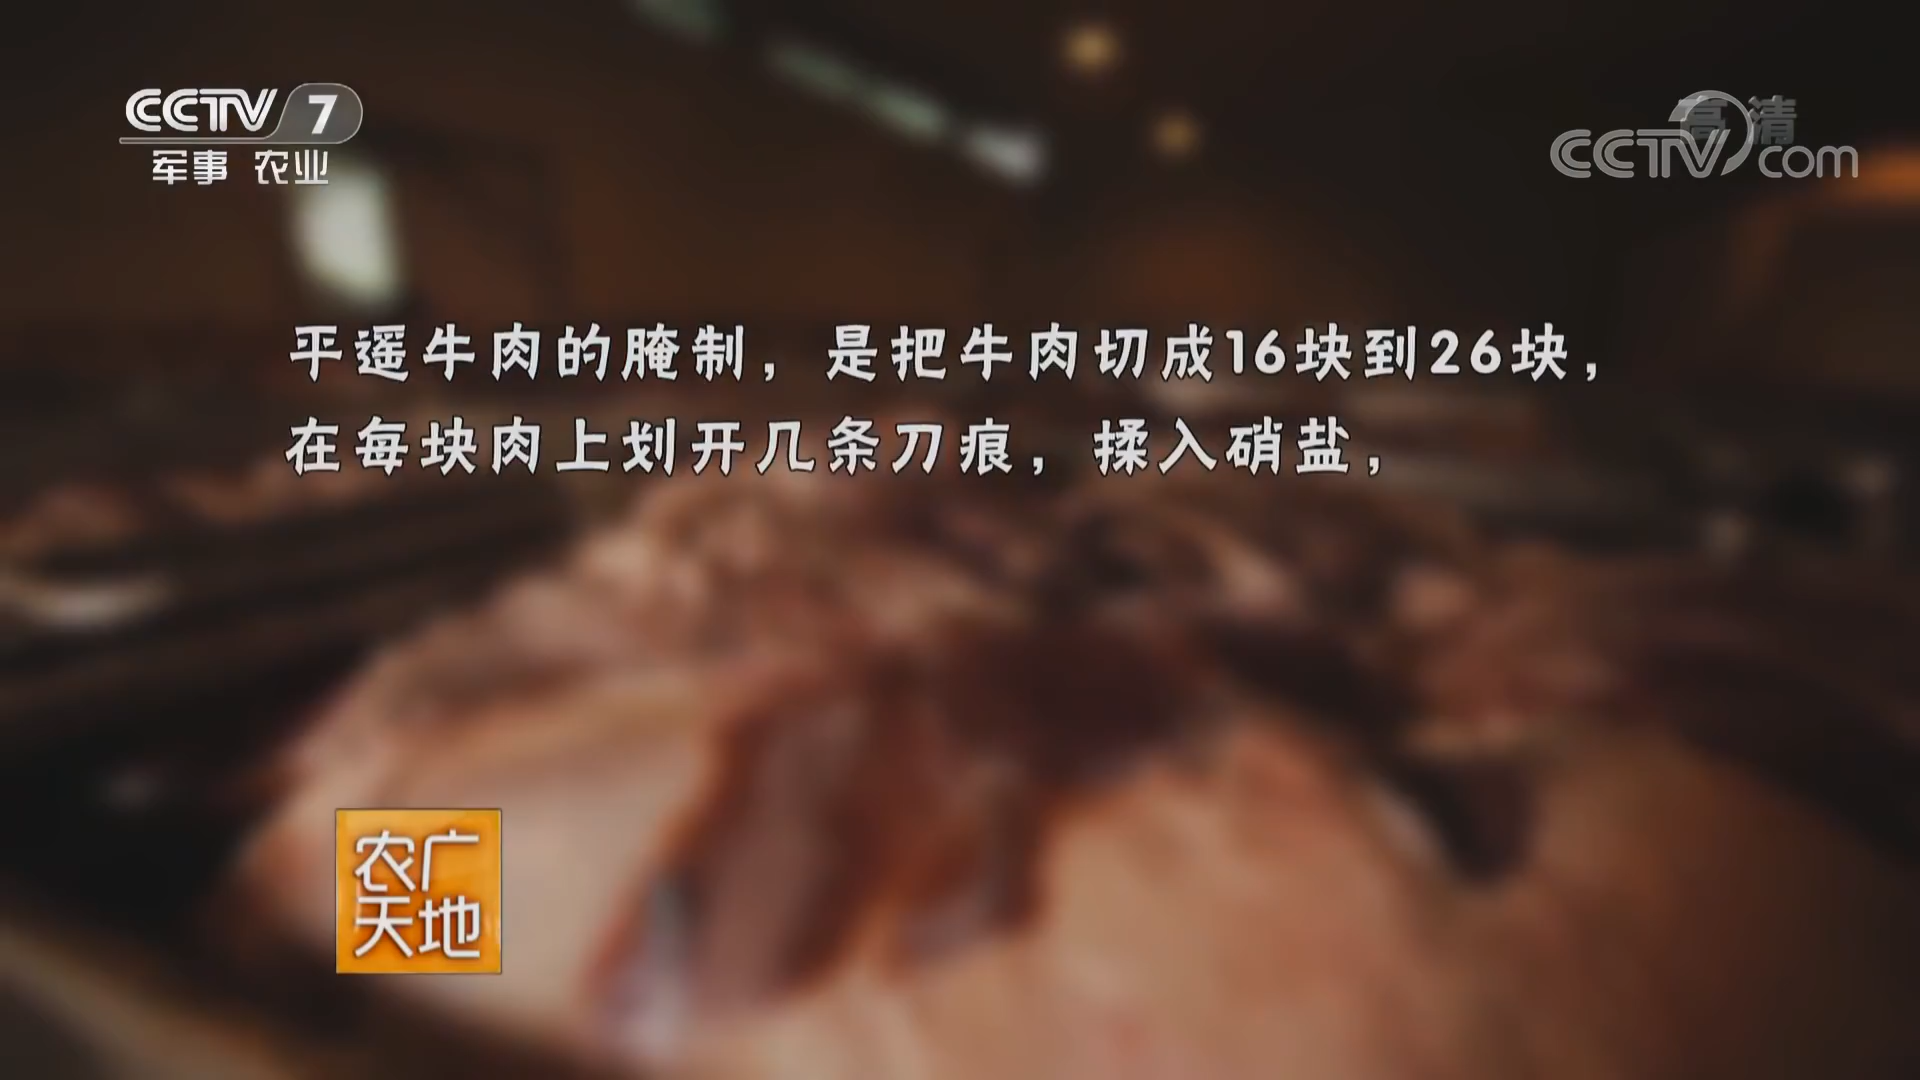 CCTV 7
军事 农业
高清
CCTV.com
平遥牛肉的腌制，是把牛肉切成16块到26块，
在每块肉上划开几条刀痕，揉入硝盐，
农广
天地